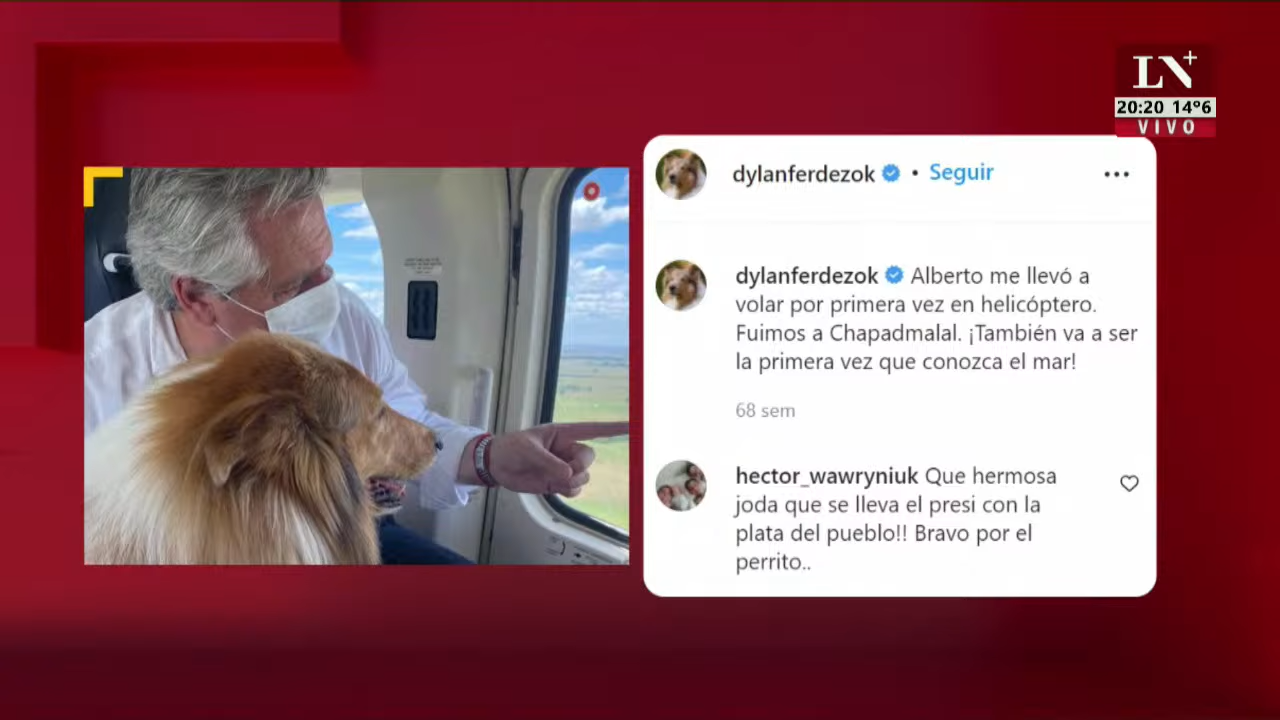 LN+
20:20 14°6
VIVO
dylanferdezok • Seguir
dylanferdezok Alberto me llevó a
volar por primera vez en helicóptero.
Fuimos a Chapadmalal. ¡También va a ser
la primera vez que conozca el mar!
68 sem
hector_wawryniuk Que hermosa
joda que se lleva el presi con la
plata del pueblo!! Bravo por el
perrito..